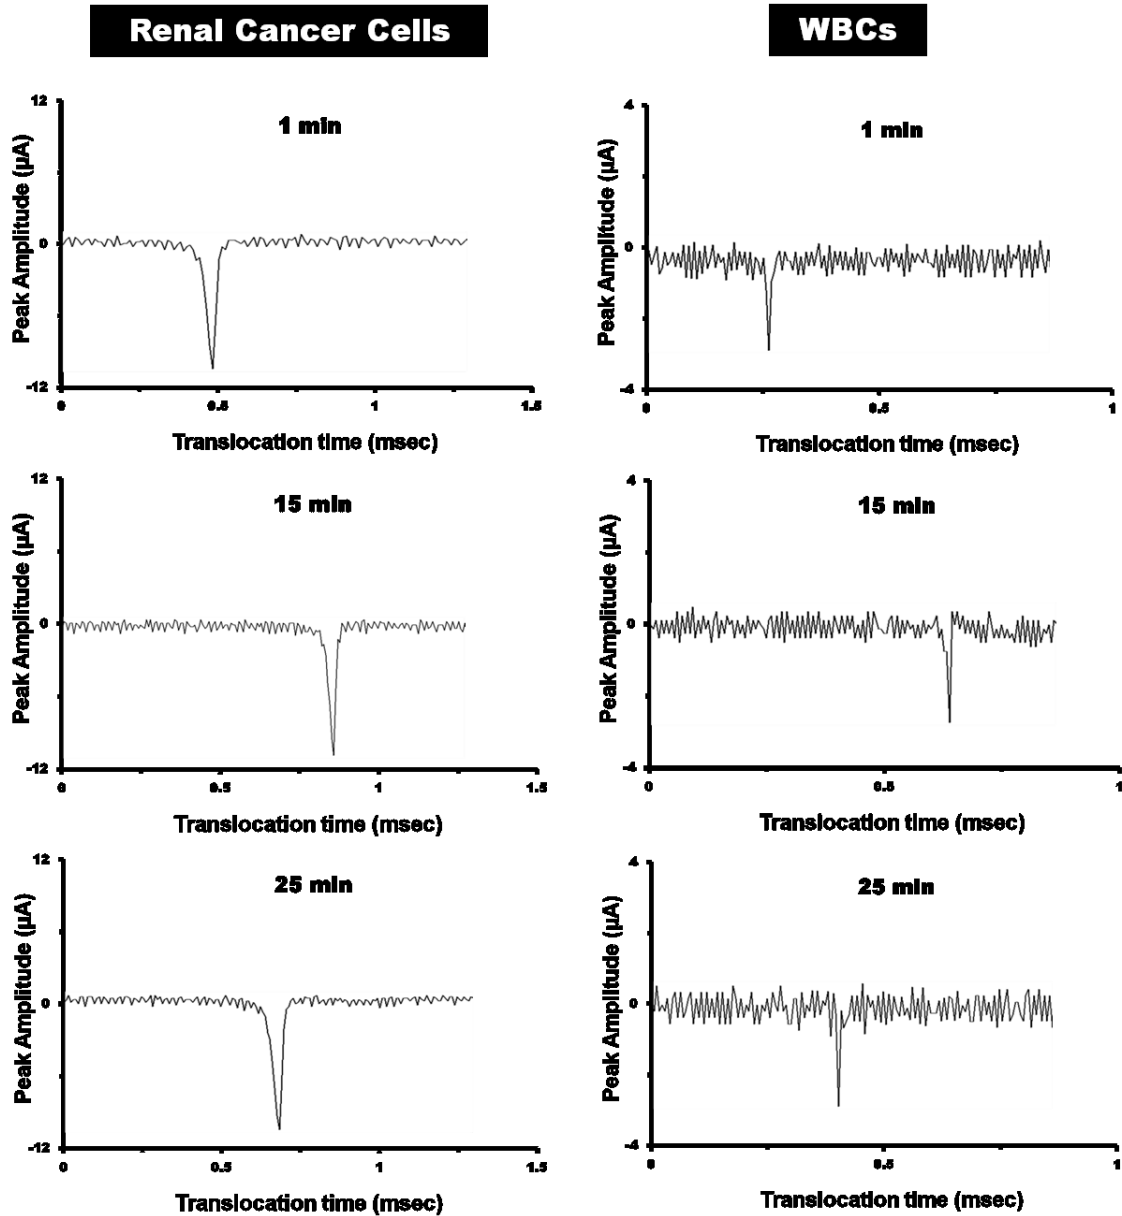 Renal Cancer Cells
WBCs
12
1 min
0
-12
Peak Amplitude (µA)
0
0.5
1
1.5
Translocation time (msec)
4
1 min
0
-4
Peak Amplitude (µA)
0
0.5
1
Translocation time (msec)
12
15 min
0
-12
Peak Amplitude (µA)
0
0.5
1
1.5
Translocation time (msec)
4
15 min
0
-4
Peak Amplitude (µA)
0
0.5
1
Translocation time (msec)
12
25 min
0
-12
Peak Amplitude (µA)
0
0.5
1
1.5
Translocation time (msec)
4
25 min
0
-4
Peak Amplitude (µA)
0
0.5
1
Translocation time (msec)